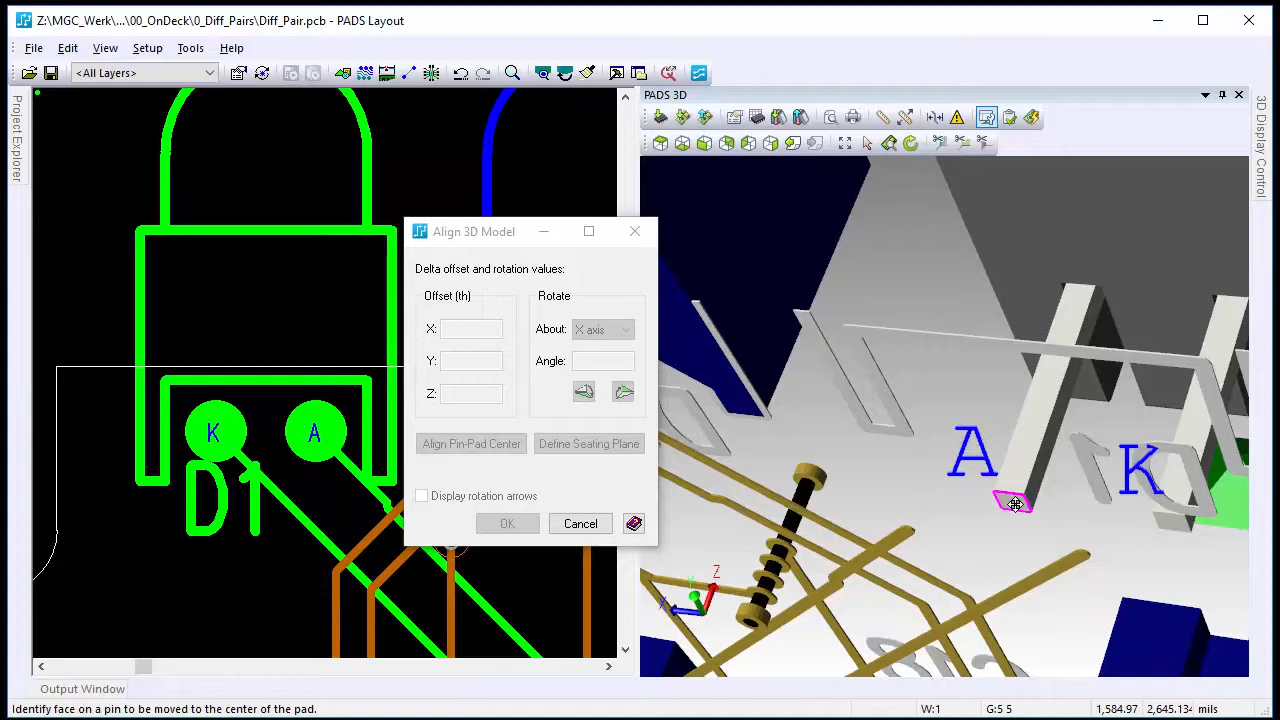 Z:\MGC_Werk\...\00_OnDeck\0_Diff_Pairs\Diff_Pair.pcb - PADS Layout
File Edit View Setup Tools Help
<All Layers>
PADS 3D
Project Explorer
3D Display Control
Align 3D Model
Delta offset and rotation values:
Offset (th)
Rotate
X:
About: X axis
Y:
Angle:
Z:
Align Pin-Pad Center
Define Seating Plane
Display rotation arrows
OK
Cancel
K
A
D1
A
K
Z
Y
X
Output Window
Identify face on a pin to be moved to the center of the pad.
W:1
G:5 5
1,584.97
2,645.134
mils